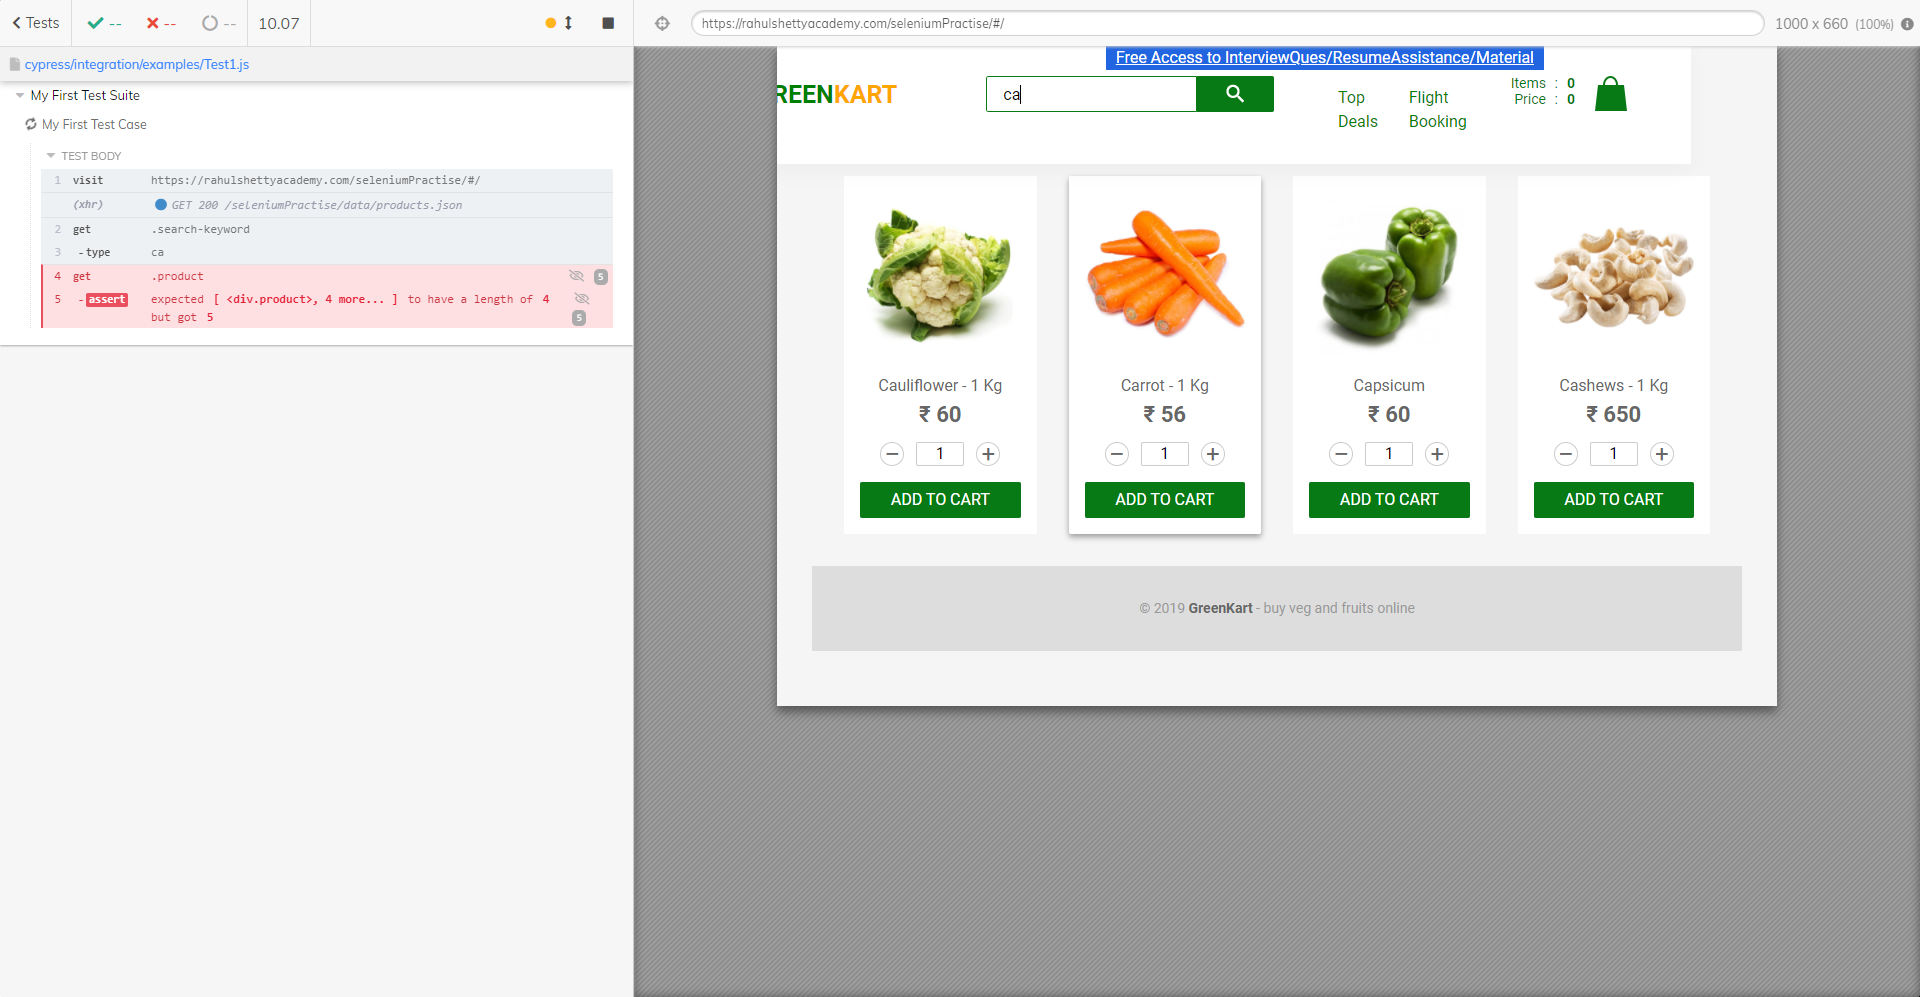 Tests
--
--
--
10.07
https://rahulshettyacademy.com/seleniumPractise/#/
1000 x 660 (100%)
cypress/integration/examples/Test1.js
My First Test Suite
My First Test Case
TEST BODY
1 visit https://rahulshettyacademy.com/seleniumPractise/#/
(xhr) GET 200 /seleniumPractise/data/products.json
2 get .search-keyword
3 -type ca
4 get .product 5
5 -assert expected [ <div.product>, 4 more... ] to have a length of 4
but got 5 5
Free Access to InterviewQues/ResumeAssistance/Material
REENKART
ca
Top
Deals
Flight
Booking
Items : 0
Price : 0
Cauliflower - 1 Kg
₹ 60
− 1 +
ADD TO CART
Carrot - 1 Kg
₹ 56
− 1 +
ADD TO CART
Capsicum
₹ 60
− 1 +
ADD TO CART
Cashews - 1 Kg
₹ 650
− 1 +
ADD TO CART
© 2019 GreenKart - buy veg and fruits online